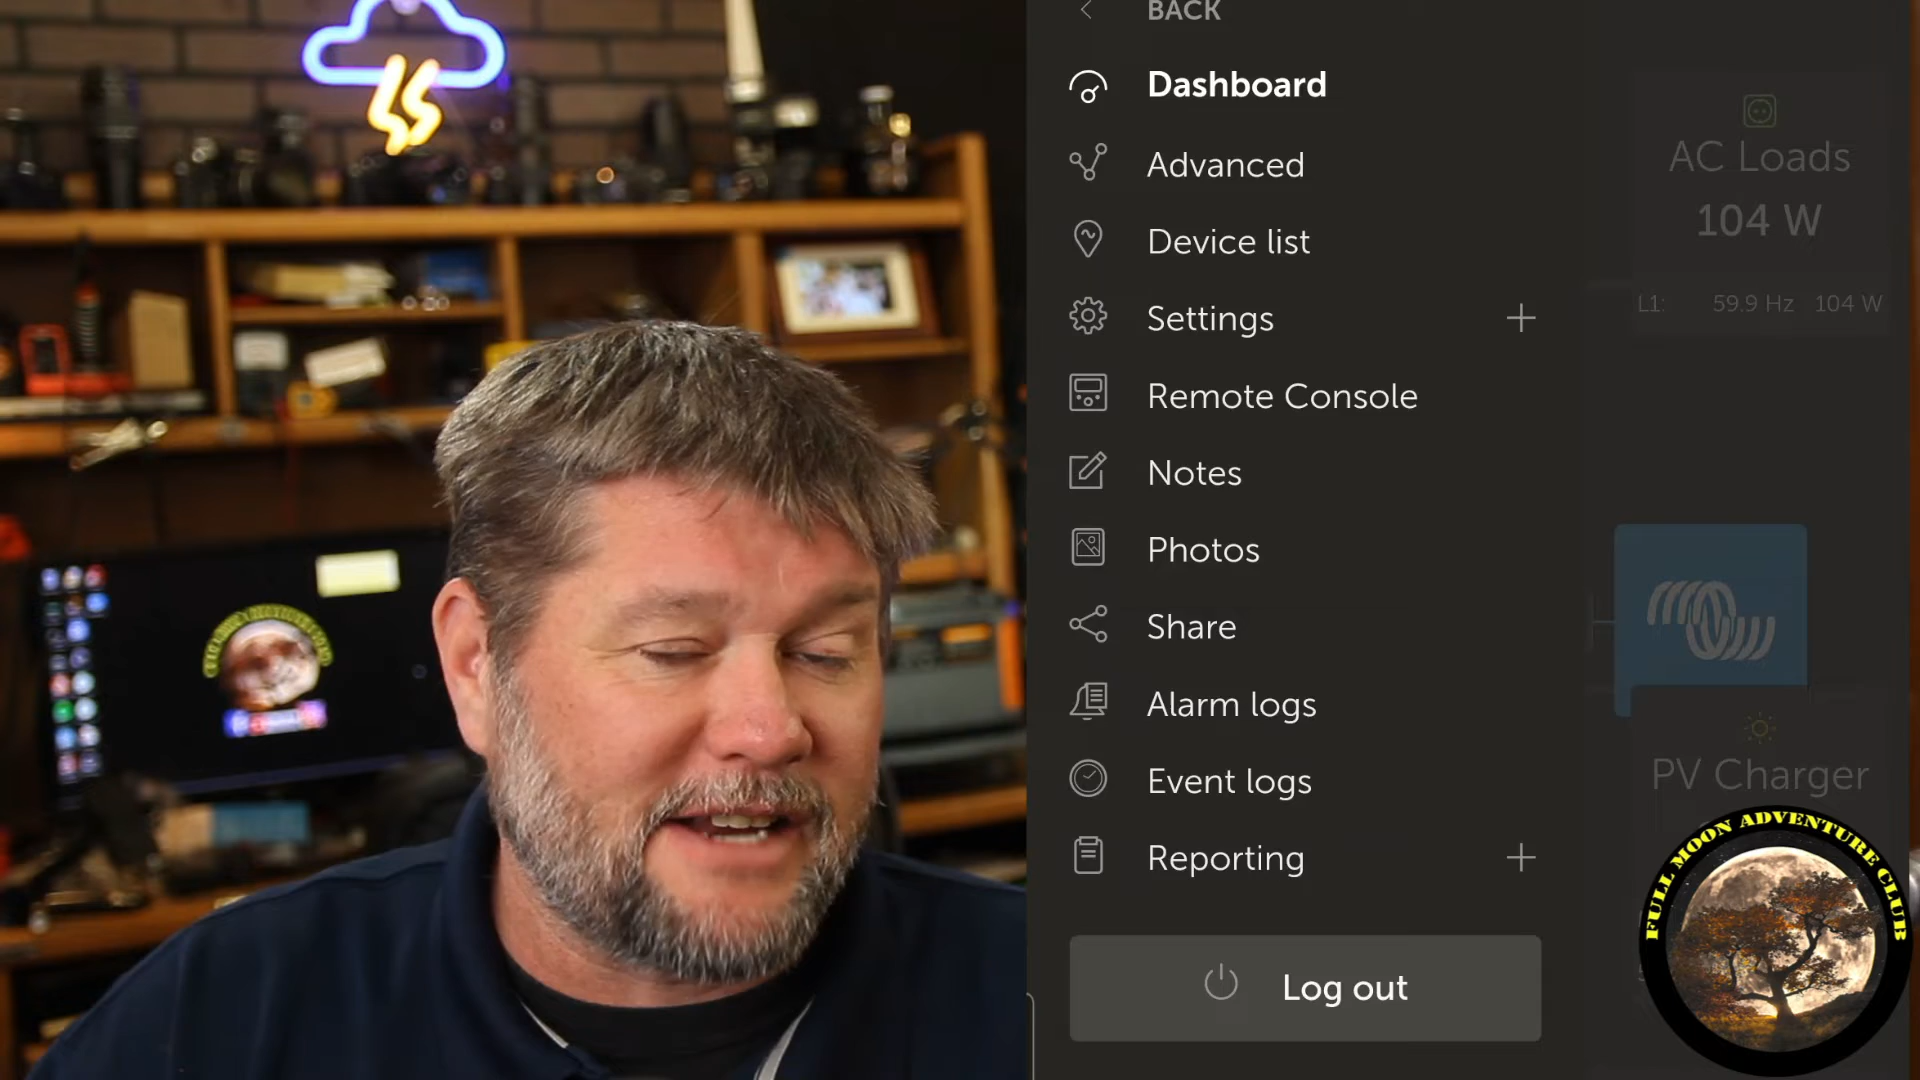 BACK
Dashboard
Advanced
Device list
Settings
Remote Console
Notes
Photos
Share
Alarm logs
Event logs
Reporting
Log out
AC Loads
104 W
L1: 59.9 Hz 104 W
PV Charger
FULL MOON ADVENTURE CLUB